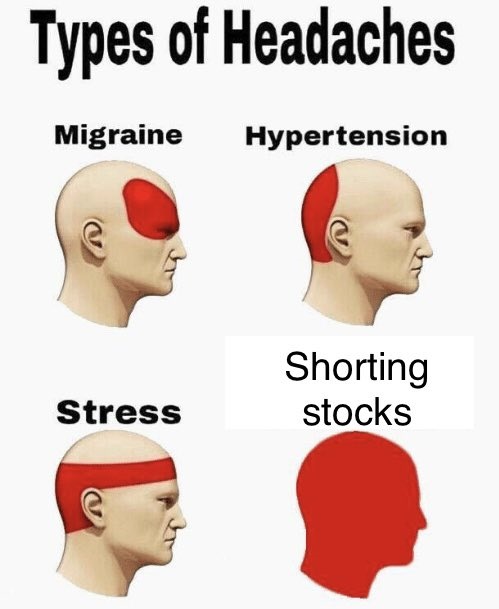 Types of Headaches
Migraine
Hypertension
Stress
Shorting
stocks